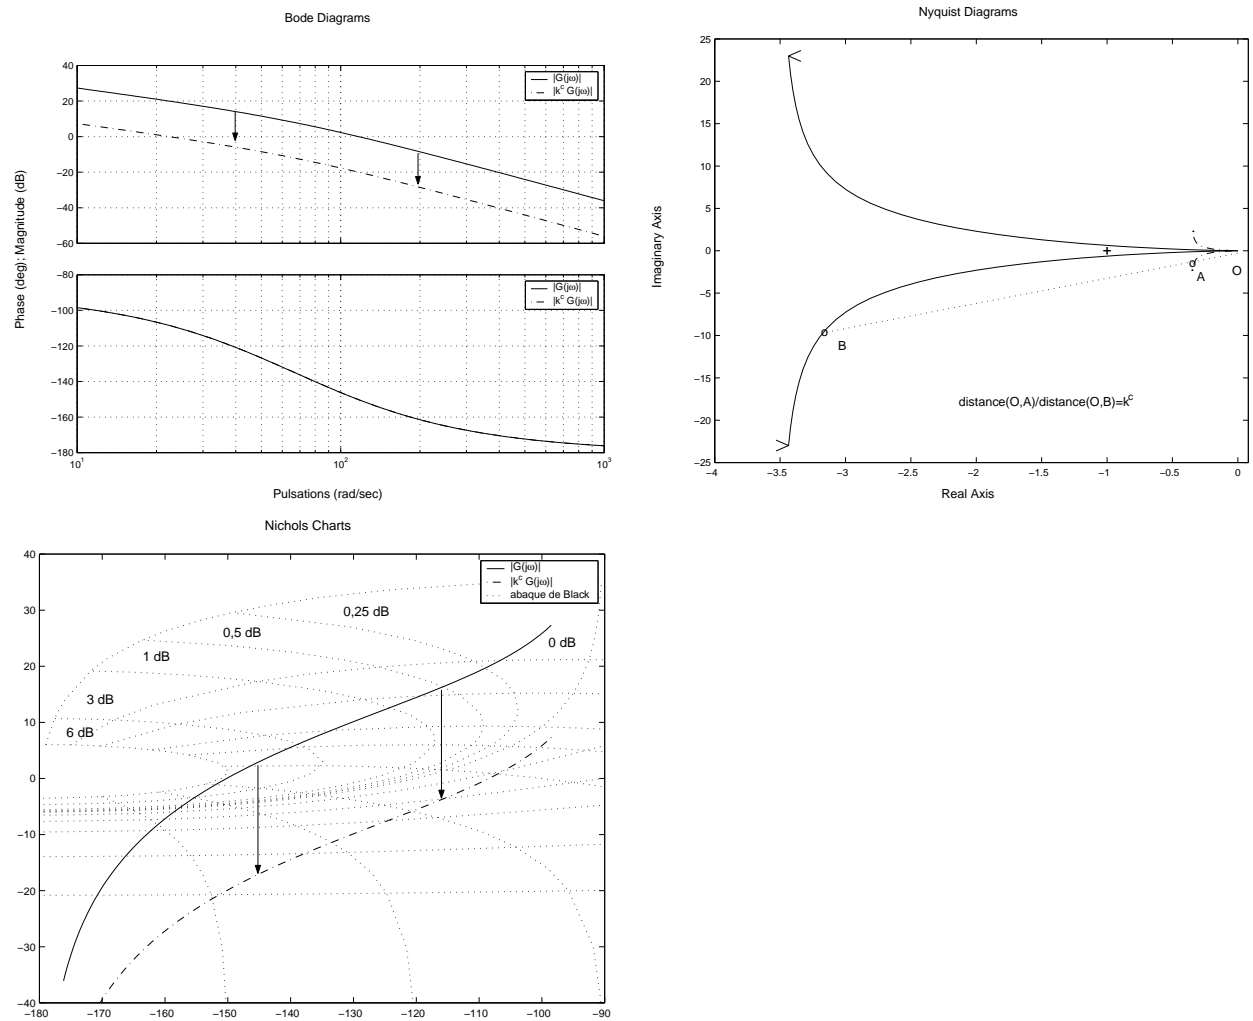 Bode Diagrams
Phase (deg); Magnitude (dB)
40
20
0
−20
−40
−60
|G(jω)|
|k^c G(jω)|
−80
−100
−120
−140
−160
−180
|G(jω)|
|k^c G(jω)|
10^1
10^2
10^3
Pulsations (rad/sec)
Nyquist Diagrams
Imaginary Axis
25
20
15
10
5
0
−5
−10
−15
−20
−25
A
O
B
distance(O,A)/distance(O,B)=k^c
−4
−3.5
−3
−2.5
−2
−1.5
−1
−0.5
0
Real Axis
Nichols Charts
40
30
20
10
0
−10
−20
−30
−40
|G(jω)|
|k^c G(jω)|
abaque de Black
0,25 dB
0,5 dB
0 dB
1 dB
3 dB
6 dB
−180
−170
−160
−150
−140
−130
−120
−110
−100
−90